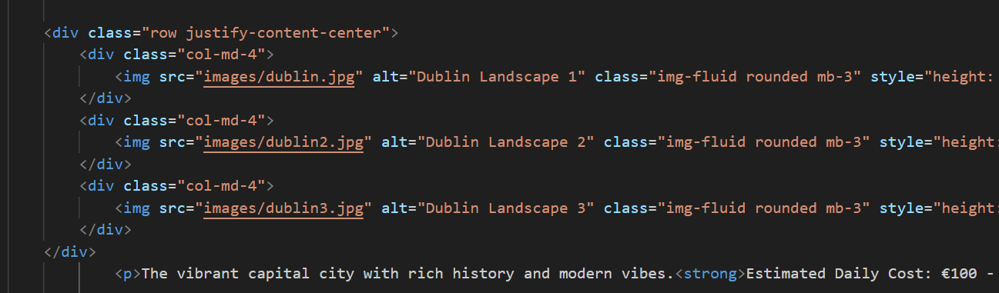 <div class="row justify-content-center">
<div class="col-md-4">
<img src="images/dublin.jpg" alt="Dublin Landscape 1" class="img-fluid rounded mb-3" style="height:
</div>
<div class="col-md-4">
<img src="images/dublin2.jpg" alt="Dublin Landscape 2" class="img-fluid rounded mb-3" style="height:
</div>
<div class="col-md-4">
<img src="images/dublin3.jpg" alt="Dublin Landscape 3" class="img-fluid rounded mb-3" style="height:
</div>
</div>
<p>The vibrant capital city with rich history and modern vibes.<strong>Estimated Daily Cost: €100 -